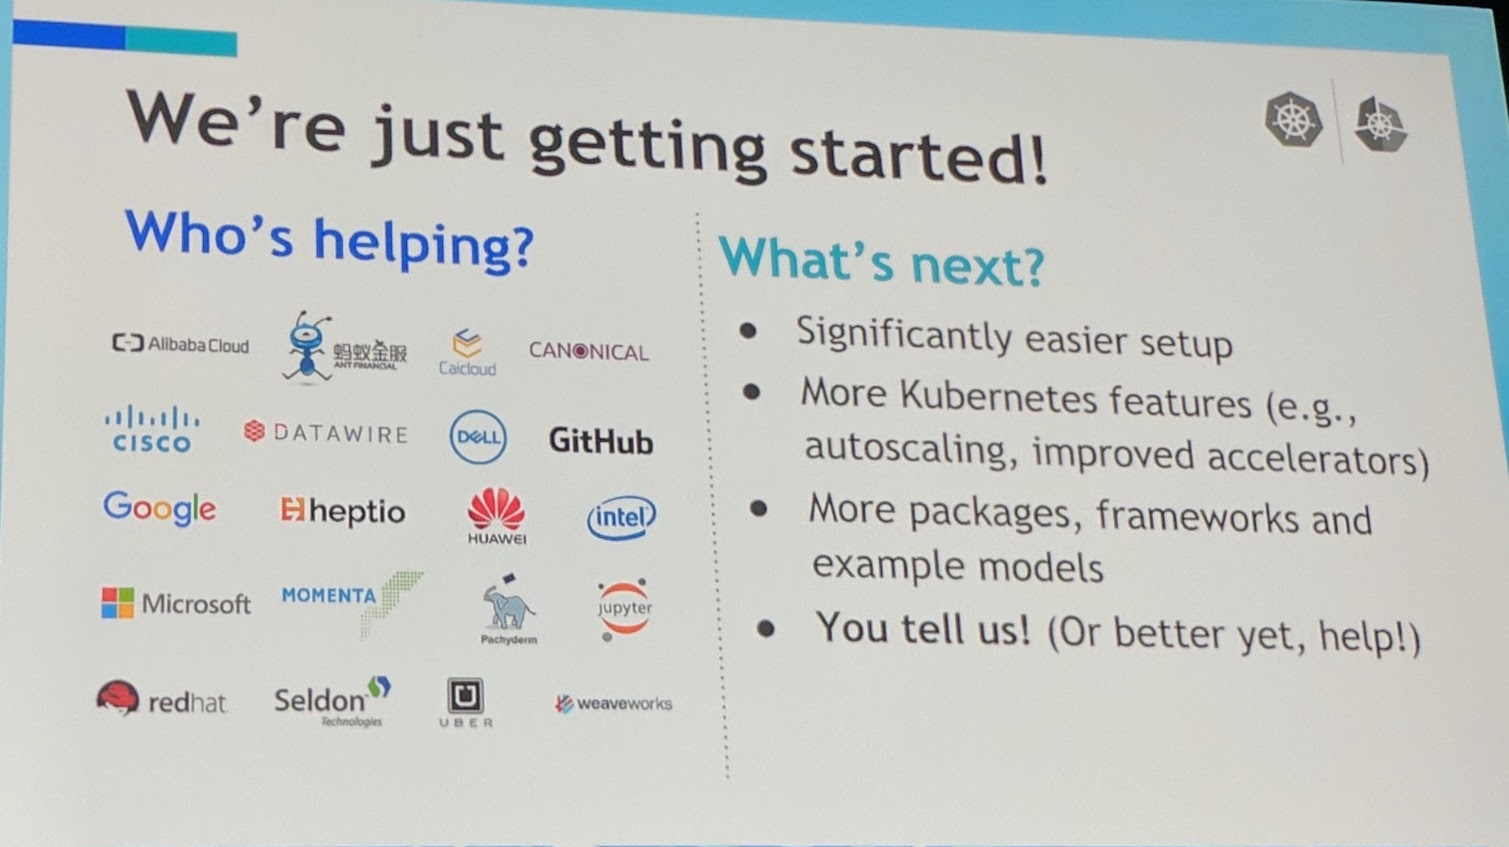 We're just getting started!
Who's helping?
Alibaba Cloud
蚂蚁金服
ANT FINANCIAL
Caicloud
CANONICAL
CISCO
DATAWIRE
DELL
GitHub
Google
heptio
HUAWEI
intel
Microsoft
MOMENTA
Pachyderm
jupyter
redhat.
Seldon
Technologies
U
UBER
weaveworks
What's next?
● Significantly easier setup
● More Kubernetes features (e.g.,
autoscaling, improved accelerators)
● More packages, frameworks and
example models
● You tell us! (Or better yet, help!)